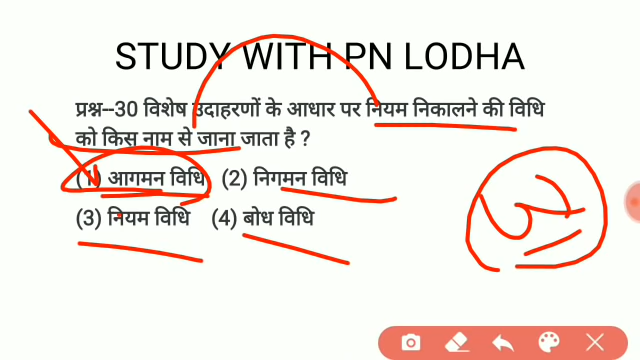 STUDY WITH PN LODHA
प्रश्न--30 विशेष उदाहरणों के आधार पर नियम निकालने की विधि
को किस नाम से जाना जाता है ?
(1) आगमन विधि (2) निगमन विधि
(3) नियम विधि (4) बोध विधि